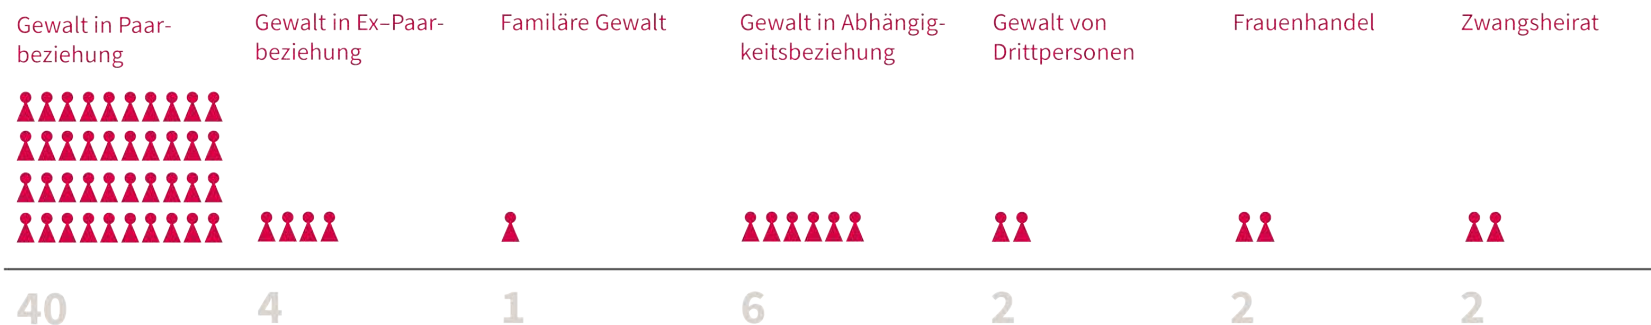 Gewalt in Paar-
beziehung
Gewalt in Ex–Paar-
beziehung
Familäre Gewalt
Gewalt in Abhängig-
keitsbeziehung
Gewalt von
Drittpersonen
Frauenhandel
Zwangsheirat
40
4
1
6
2
2
2